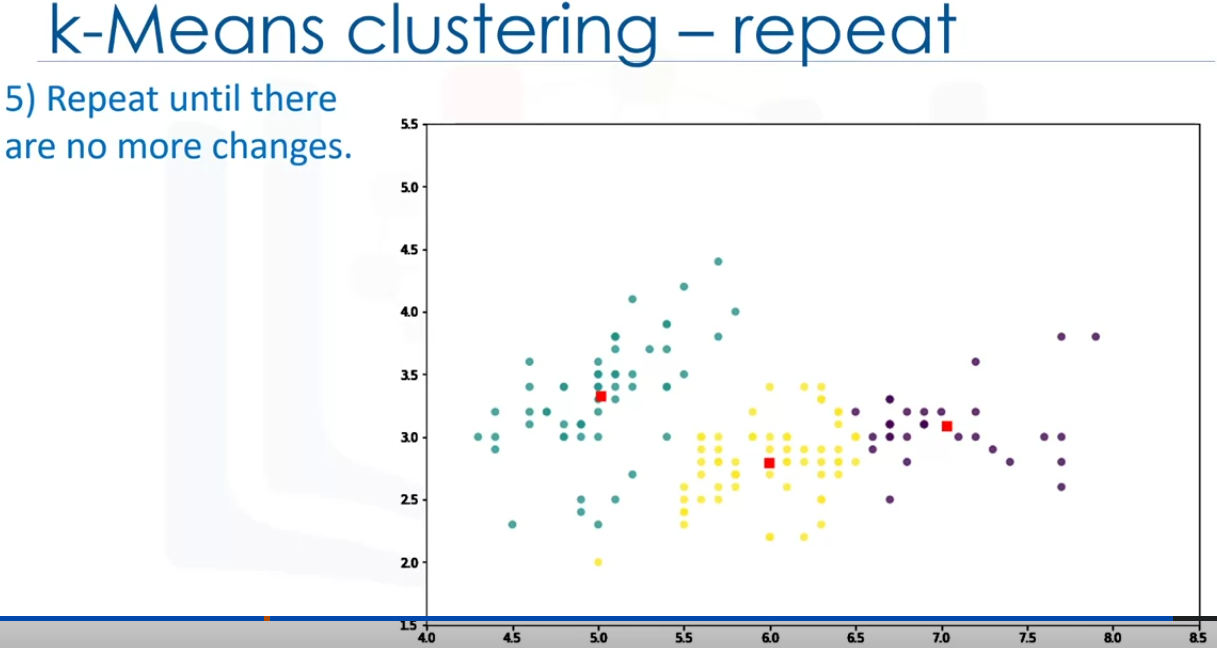 k-Means clustering – repeat
5) Repeat until there
are no more changes.
5.5
5.0
4.5
4.0
3.5
3.0
2.5
2.0
1.5
4.0 4.5 5.0 5.5 6.0 6.5 7.0 7.5 8.0 8.5